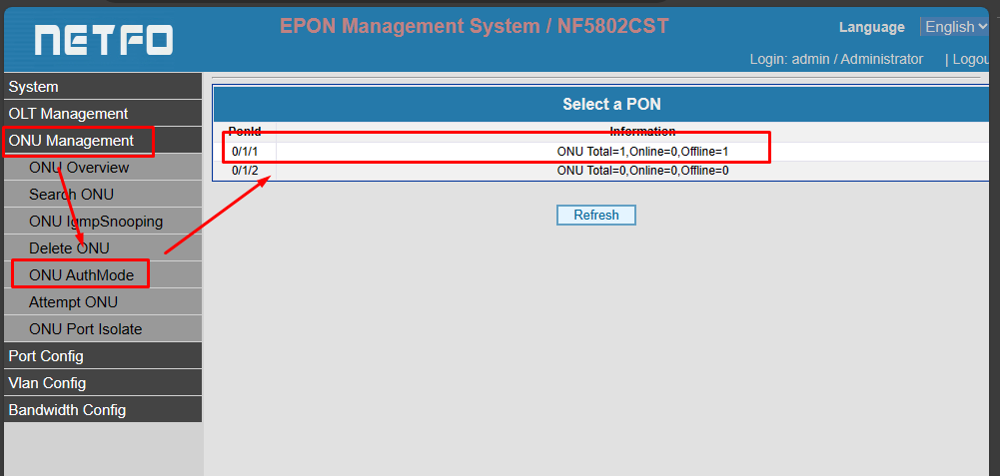 NETFO
EPON Management System / NF5802CST
Language English
Login: admin / Administrator | Logou
System
OLT Management
ONU Management
ONU Overview
Search ONU
ONU IgmpSnooping
Delete ONU
ONU AuthMode
Attempt ONU
ONU Port Isolate
Port Config
Vlan Config
Bandwidth Config
Select a PON
PonId Information
0/1/1 ONU Total=1,Online=0,Offline=1
0/1/2 ONU Total=0,Online=0,Offline=0
Refresh